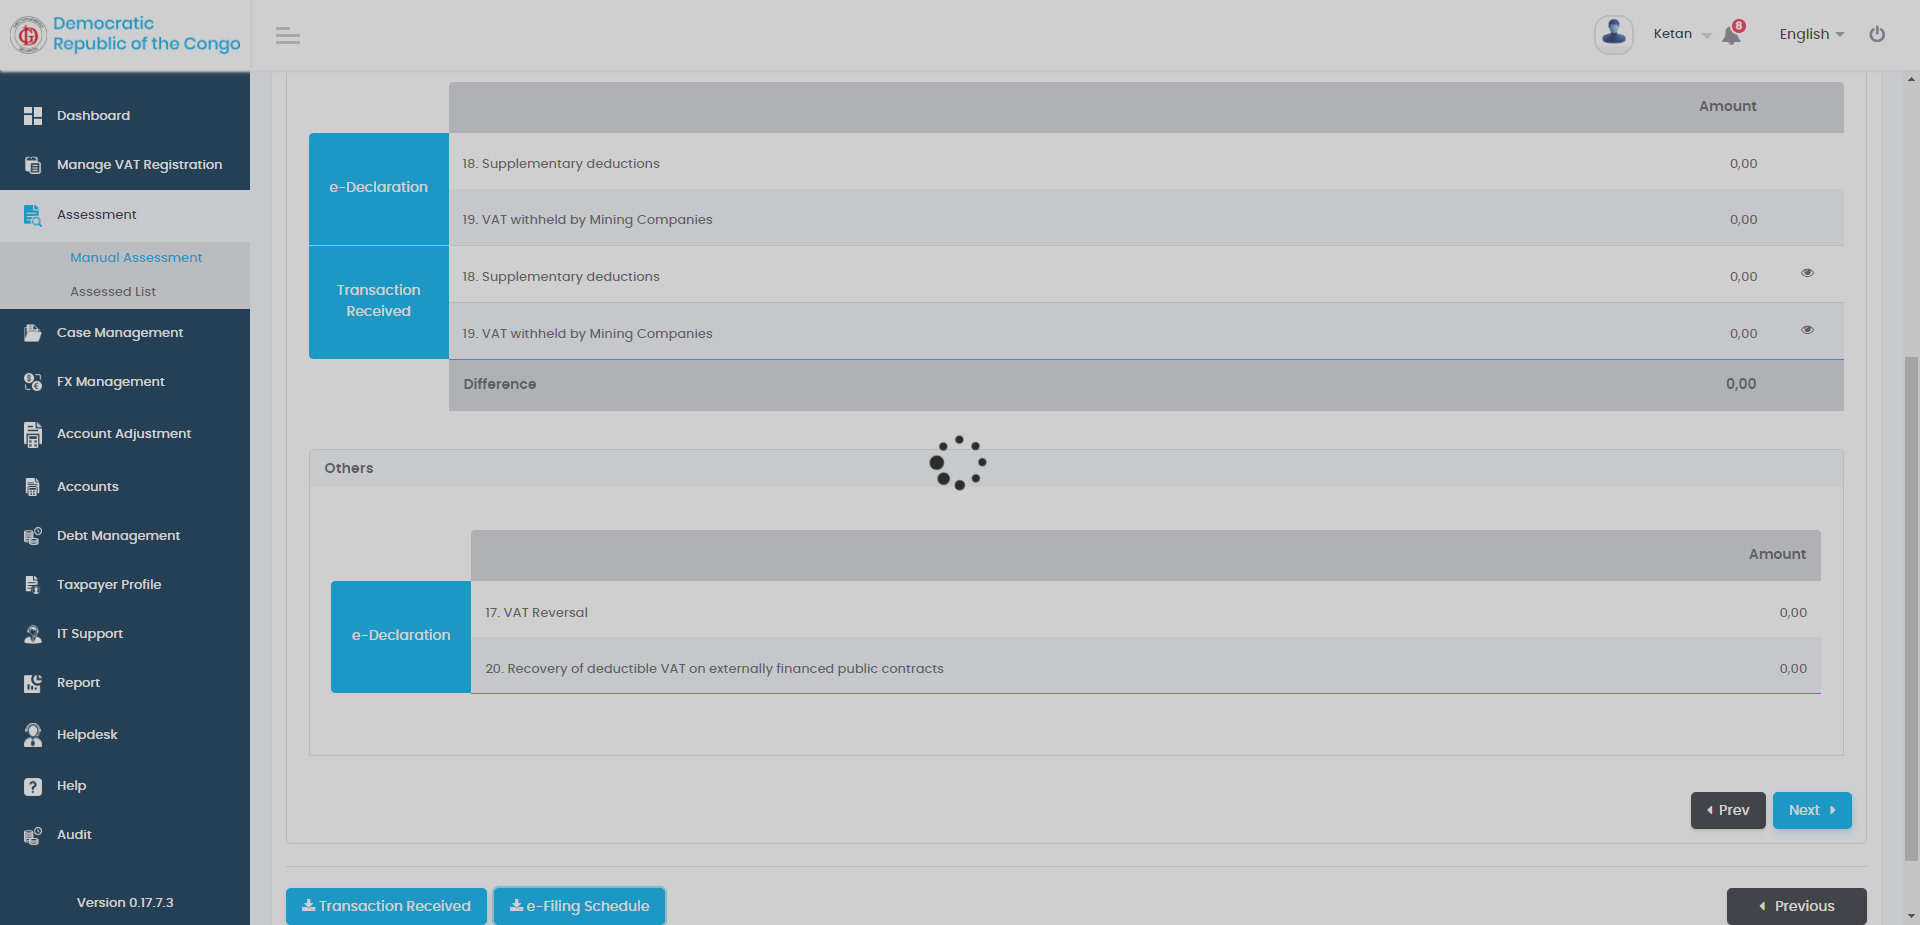 Democratic
Republic of the Congo
Ketan
8
English
Dashboard
Manage VAT Registration
Assessment
Manual Assessment
Assessed List
Case Management
FX Management
Account Adjustment
Accounts
Debt Management
Taxpayer Profile
IT Support
Report
Helpdesk
Help
Audit
Version 0.17.7.3
Amount
e-Declaration
18. Supplementary deductions 0,00
19. VAT withheld by Mining Companies 0,00
Transaction
Received
18. Supplementary deductions 0,00
19. VAT withheld by Mining Companies 0,00
Difference 0,00
Others
Amount
e-Declaration
17. VAT Reversal 0,00
20. Recovery of deductible VAT on externally financed public contracts 0,00
Prev
Next
Transaction Received
e-Filing Schedule
Previous